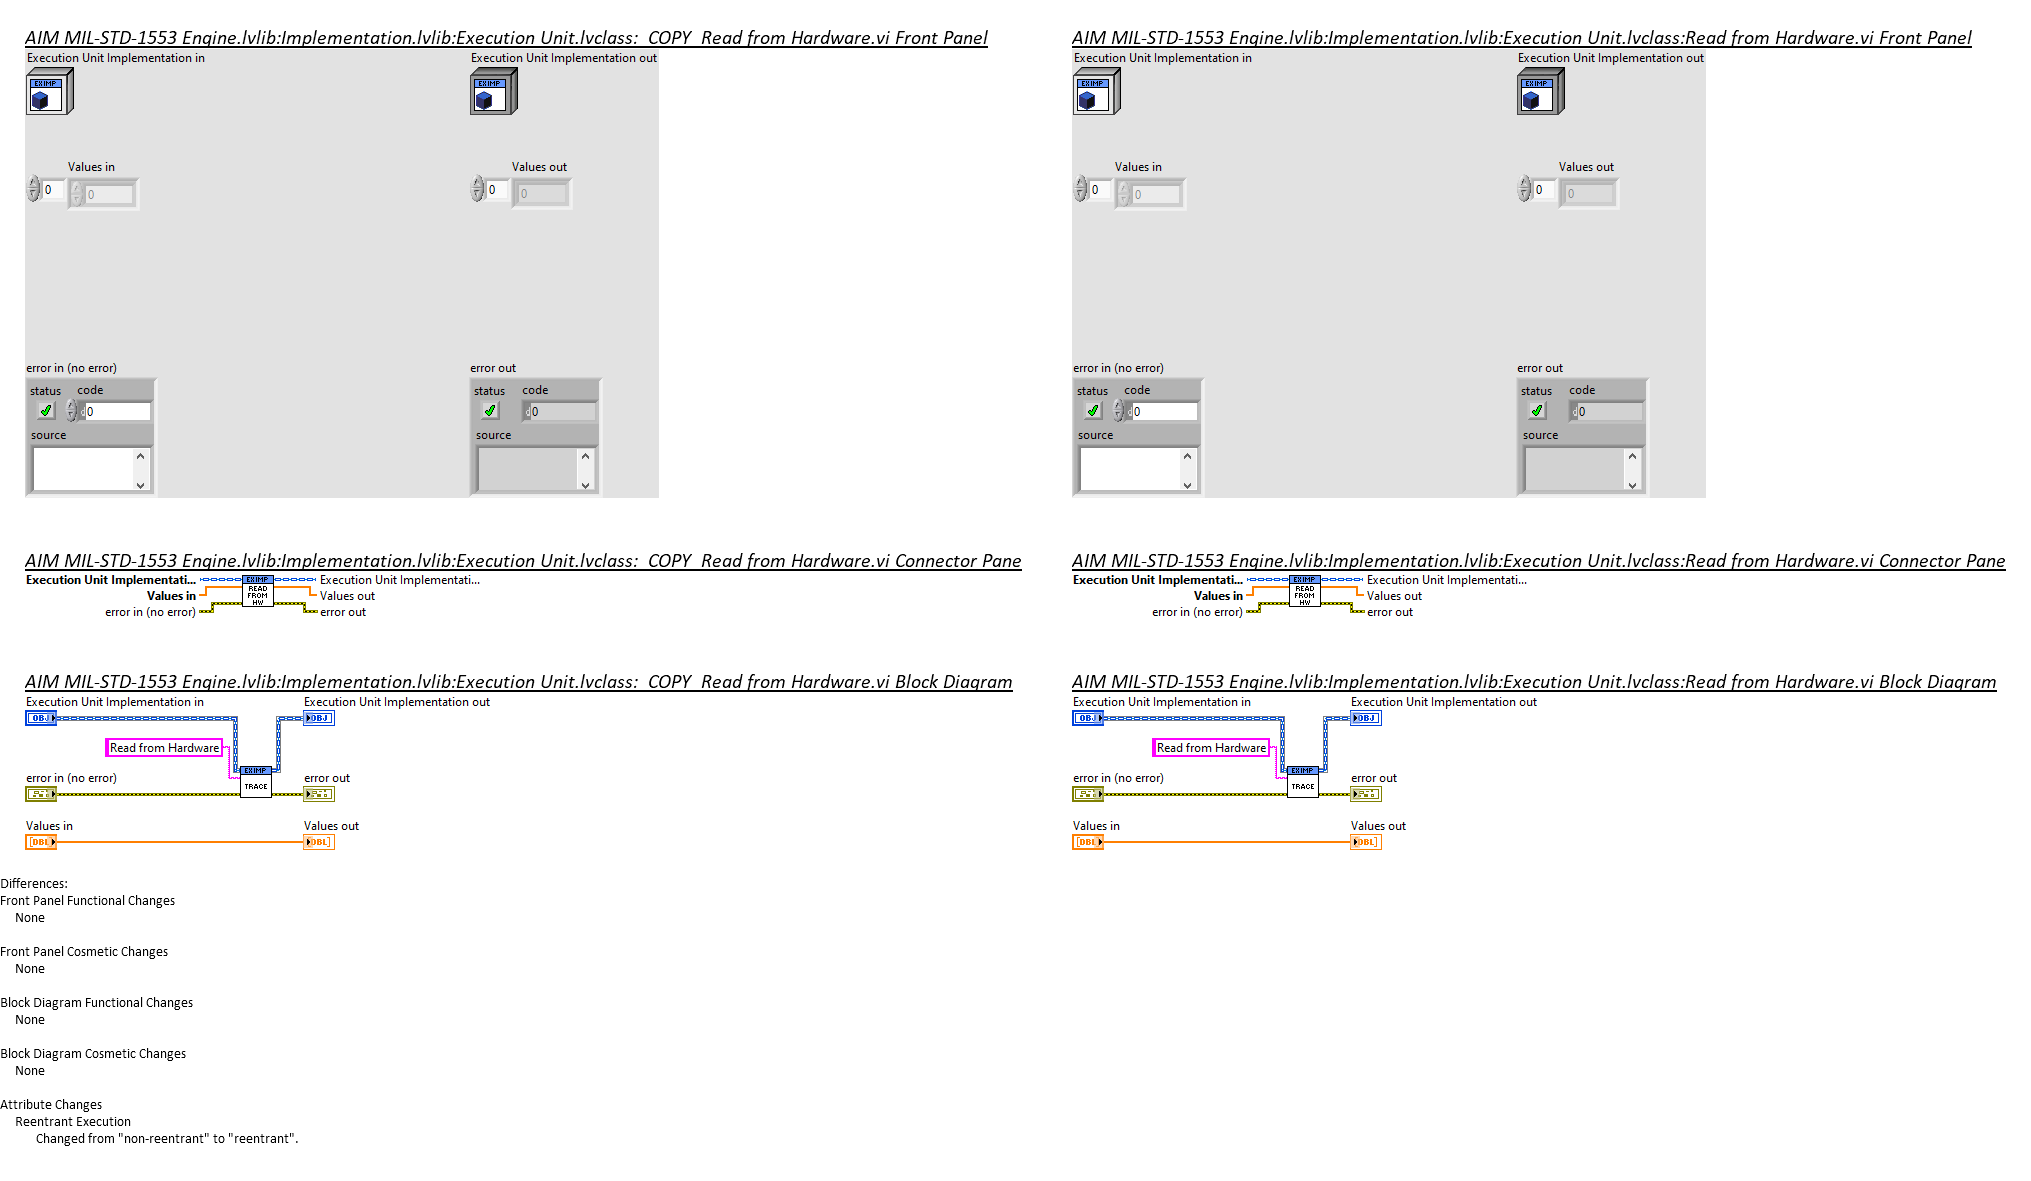 AIM MIL-STD-1553 Engine.lvlib:Implementation.lvlib:Execution Unit.lvclass:  COPY  Read from Hardware.vi Front Panel
Execution Unit Implementation in
Execution Unit Implementation out
EXIMP
EXIMP
Values in
Values out
0
0
0
0
error in (no error)
error out
status
code
status
code
d0
d0
source
source
AIM MIL-STD-1553 Engine.lvlib:Implementation.lvlib:Execution Unit.lvclass:Read from Hardware.vi Front Panel
Execution Unit Implementation in
Execution Unit Implementation out
EXIMP
EXIMP
Values in
Values out
0
0
0
0
error in (no error)
error out
status
code
status
code
d0
d0
source
source
AIM MIL-STD-1553 Engine.lvlib:Implementation.lvlib:Execution Unit.lvclass:  COPY  Read from Hardware.vi Connector Pane
Execution Unit Implementati...
EXIMP
Execution Unit Implementati...
Values in
READ
FROM
HW
Values out
error in (no error)
error out
AIM MIL-STD-1553 Engine.lvlib:Implementation.lvlib:Execution Unit.lvclass:Read from Hardware.vi Connector Pane
Execution Unit Implementati...
EXIMP
Execution Unit Implementati...
Values in
READ
FROM
HW
Values out
error in (no error)
error out
AIM MIL-STD-1553 Engine.lvlib:Implementation.lvlib:Execution Unit.lvclass:  COPY  Read from Hardware.vi Block Diagram
Execution Unit Implementation in
Execution Unit Implementation out
OBJ
OBJ
Read from Hardware
EXIMP
TRACE
error in (no error)
error out
Values in
Values out
[DBL]
[DBL]
AIM MIL-STD-1553 Engine.lvlib:Implementation.lvlib:Execution Unit.lvclass:Read from Hardware.vi Block Diagram
Execution Unit Implementation in
Execution Unit Implementation out
OBJ
OBJ
Read from Hardware
EXIMP
TRACE
error in (no error)
error out
Values in
Values out
[DBL]
[DBL]
Differences:
Front Panel Functional Changes
None
Front Panel Cosmetic Changes
None
Block Diagram Functional Changes
None
Block Diagram Cosmetic Changes
None
Attribute Changes
Reentrant Execution
Changed from "non-reentrant" to "reentrant".